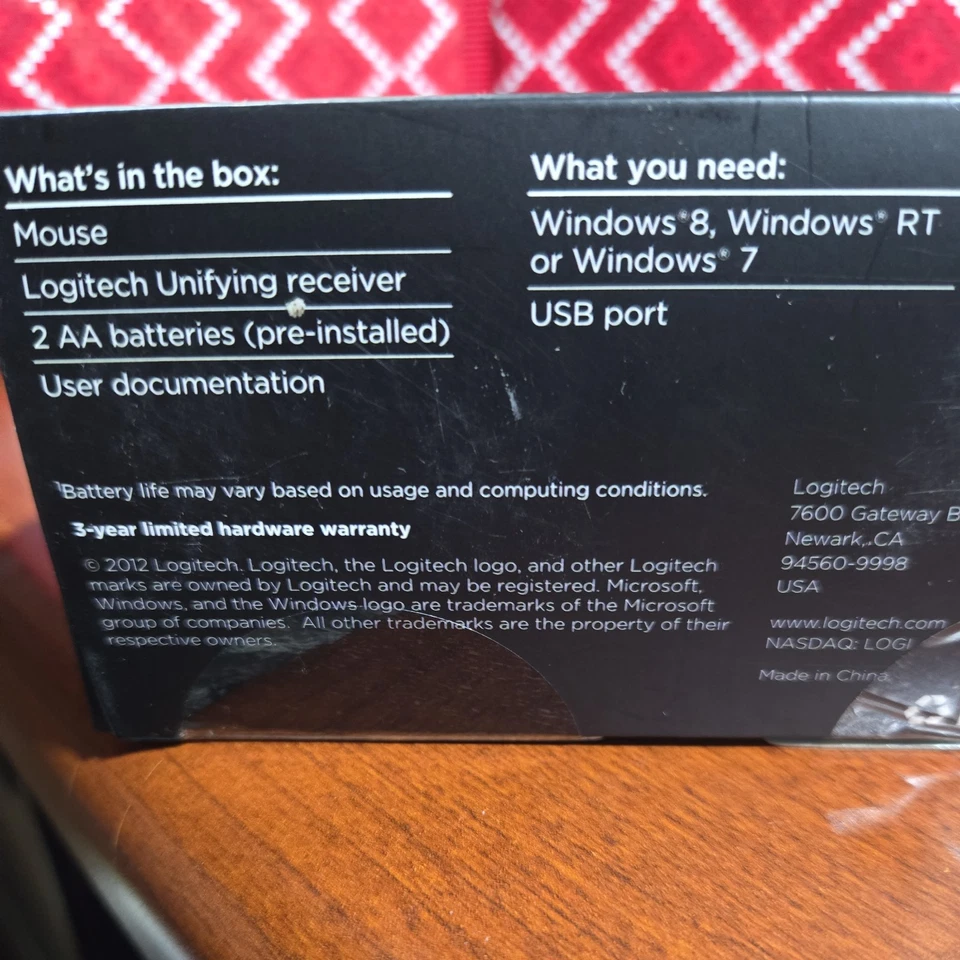 What's in the box:
Mouse
Logitech Unifying receiver
2 AA batteries (pre-installed)
User documentation
What you need:
Windows® 8, Windows® RT
or Windows® 7
USB port
¹Battery life may vary based on usage and computing conditions.
3-year limited hardware warranty
© 2012 Logitech. Logitech, the Logitech logo, and other Logitech
marks are owned by Logitech and may be registered. Microsoft,
Windows, and the Windows logo are trademarks of the Microsoft
group of companies. All other trademarks are the property of their
respective owners.
Logitech
7600 Gateway B
Newark, CA
94560-9998
USA
www.logitech.com
NASDAQ: LOGI
Made in China